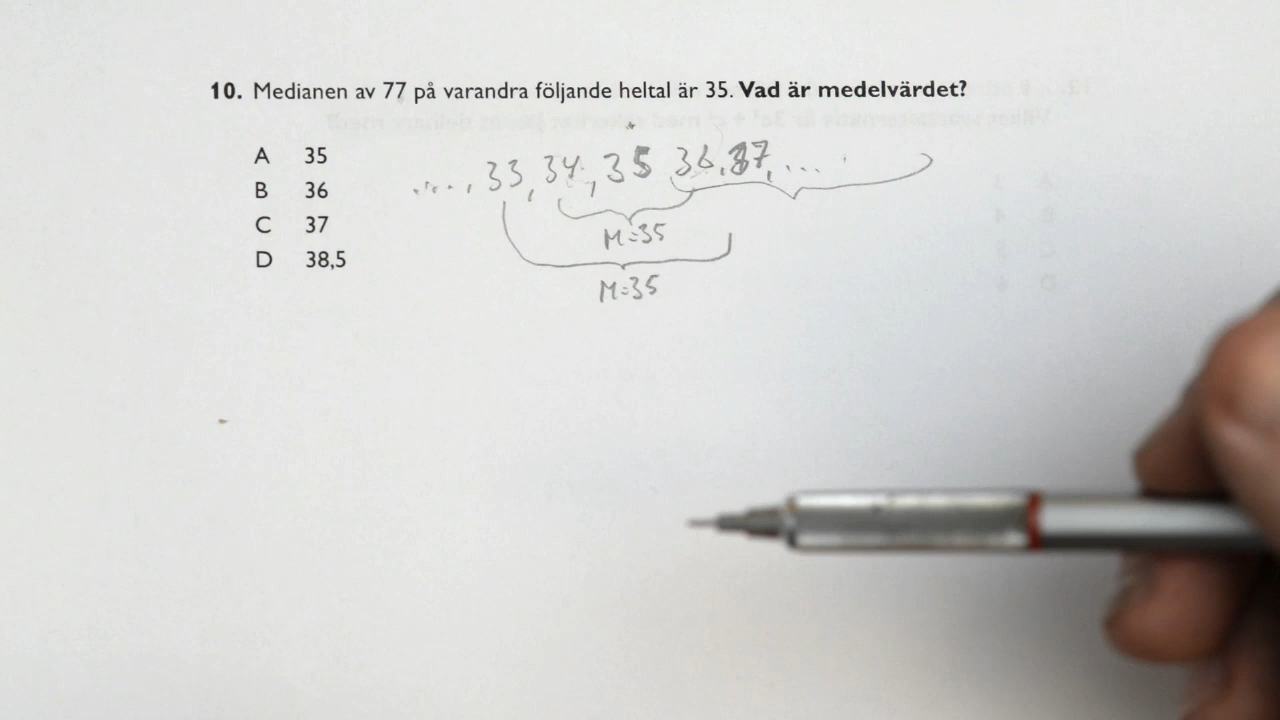 10. Medianen av 77 på varandra följande heltal är 35. Vad är medelvärdet?
A 35
B 36
C 37
D 38,5
...., 33, 34, 35, 36, 37, ...
M=35
M=35